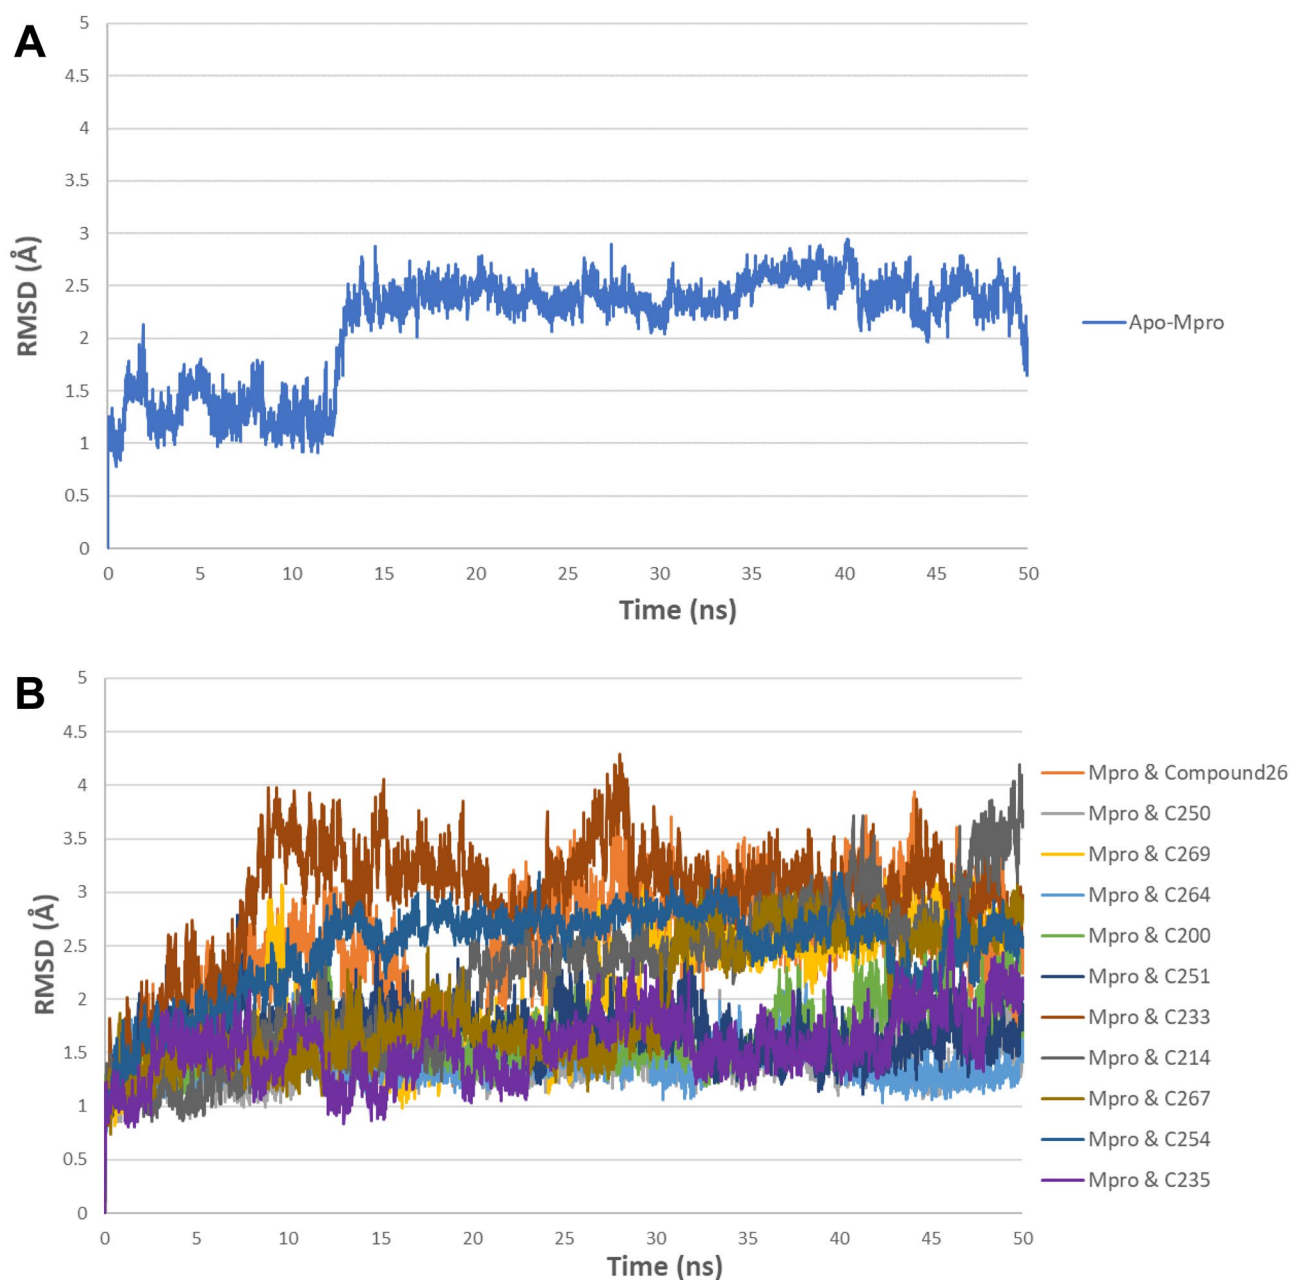 A
RMSD (Å)
5
4.5
4
3.5
3
2.5
2
1.5
1
0.5
0
0 5 10 15 20 25 30 35 40 45 50
Time (ns)
Apo-Mpro
B
RMSD (Å)
5
4.5
4
3.5
3
2.5
2
1.5
1
0.5
0
0 5 10 15 20 25 30 35 40 45 50
Time (ns)
Mpro & Compound26
Mpro & C250
Mpro & C269
Mpro & C264
Mpro & C200
Mpro & C251
Mpro & C233
Mpro & C214
Mpro & C267
Mpro & C254
Mpro & C235